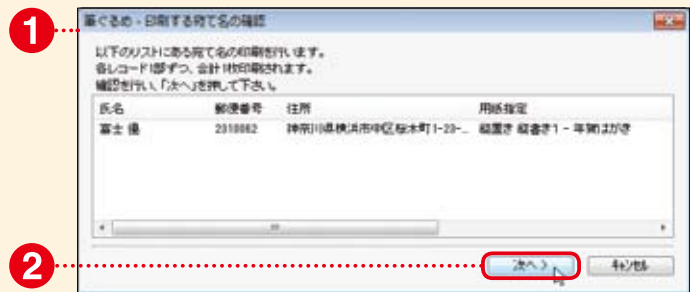 1
筆ぐるめ - 印刷する宛て名の確認
以下のリストにある宛て名の印刷を行います。
各レコード1部ずつ、合計1枚印刷されます。
確認を行い、「次へ」を押して下さい。
氏名 郵便番号 住所 用紙指定
富士 優 2310062 神奈川県横浜市中区桜木町1-23-... 縦置き 縦書き1 - 年賀はがき
2
次へ > キャンセル